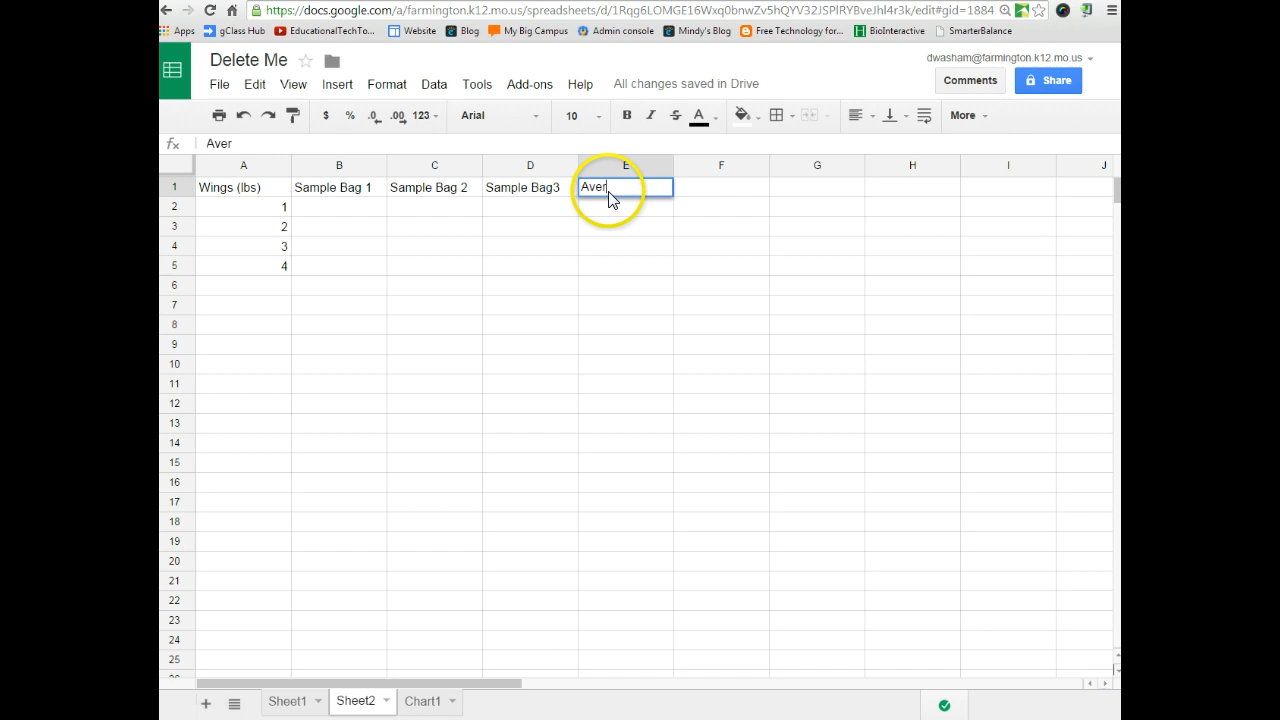 https://docs.google.com/a/farmington.k12.mo.us/spreadsheets/d/1Rqg6LOMGE16Wxq0bnwZv5hQYV32JSPlRYBveJhl4r3k/edit#gid=1884
Apps gClass Hub EducationalTechTo... Website Blog My Big Campus Admin console Mindy's Blog Free Technology for... BioInteractive SmarterBalance
Delete Me
dwasham@farmington.k12.mo.us
File Edit View Insert Format Data Tools Add-ons Help All changes saved in Drive
Comments Share
$ % .0 .00 123 Arial 10 B I S A More
fx Aver
A B C D E F G H I J
1 Wings (lbs) Sample Bag 1 Sample Bag 2 Sample Bag3 Aver
2 1
3 2
4 3
5 4
6
7
8
9
10
11
12
13
14
15
16
17
18
19
20
21
22
23
24
25
+ Sheet1 Sheet2 Chart1